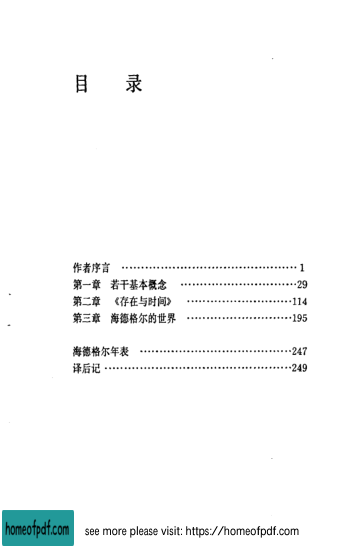 目 录
作者序言 ················································ 1
第一章 若干基本概念 ································29
第二章 《存在与时间》 ·····························114
第三章 海德格尔的世界 ·····························195
海德格尔年表 ··········································247
译后记 ···················································249
homeofpdf.com see more please visit: https://homeofpdf.com